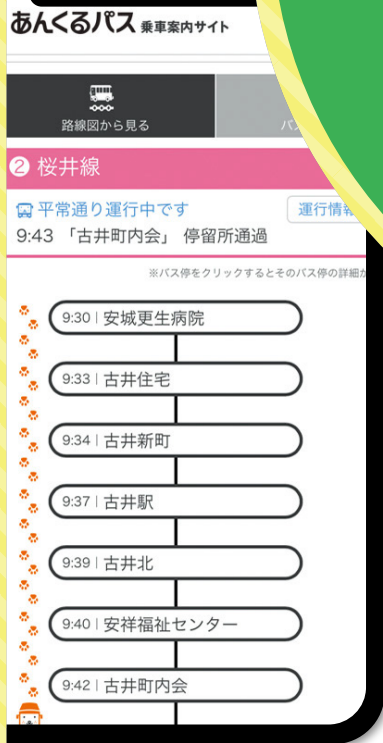 あんくるバス 乗車案内サイト
路線図から見る
バス
❷ 桜井線
平常通り運行中です
運行情報
9:43 「古井町内会」 停留所通過
※バス停をクリックするとそのバス停の詳細が
9:30 | 安城更生病院
9:33 | 古井住宅
9:34 | 古井新町
9:37 | 古井駅
9:39 | 古井北
9:40 | 安祥福祉センター
9:42 | 古井町内会